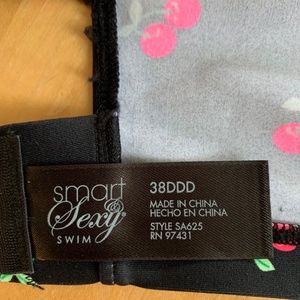 smart
&
Sexy
SWIM
38DDD
MADE IN CHINA
HECHO EN CHINA
STYLE SA625
RN 97431